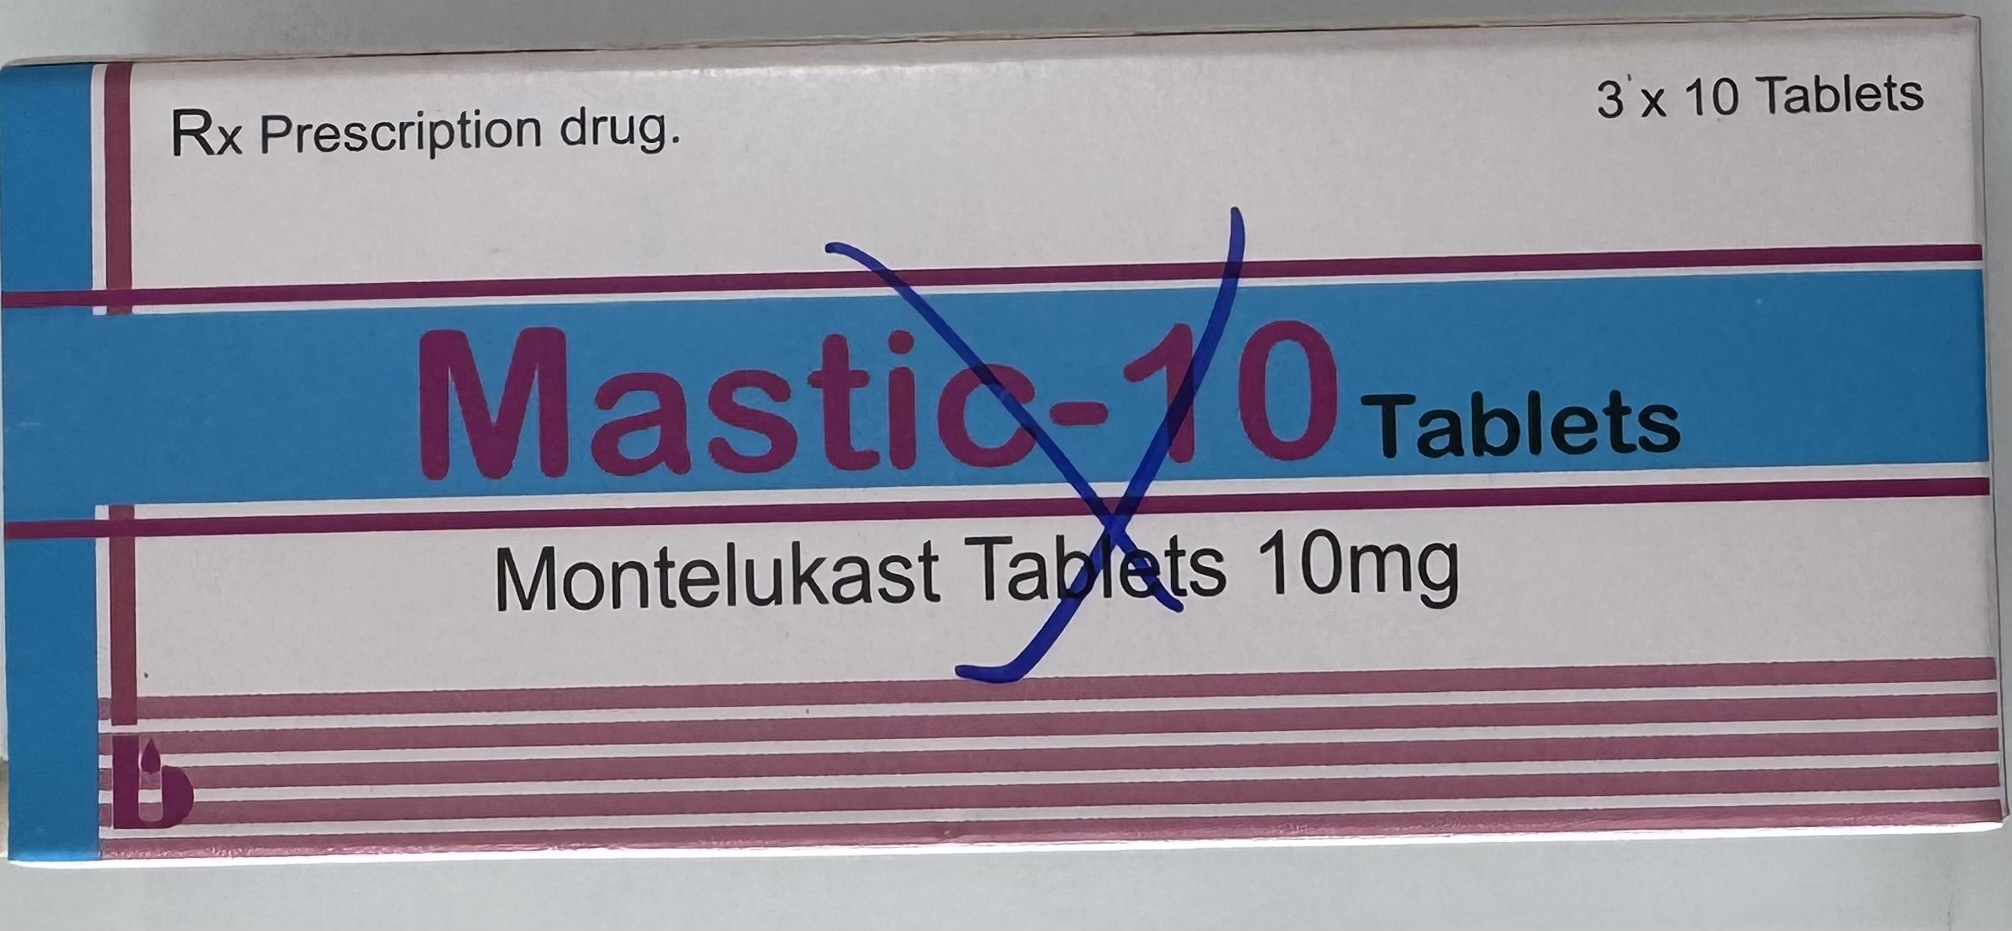 Rx Prescription drug.
3 x 10 Tablets
Mastic-10 Tablets
Montelukast Tablets 10mg
b